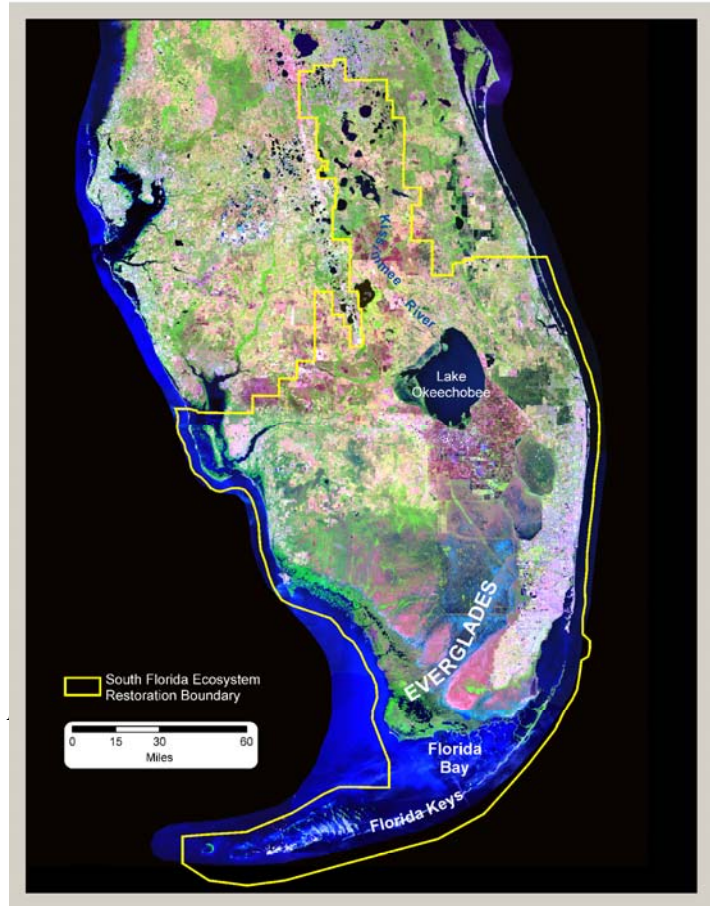 Kissimmee River
Lake
Okeechobee
EVERGLADES
South Florida Ecosystem
Restoration Boundary
0 15 30 60
Miles
Florida
Bay
Florida Keys